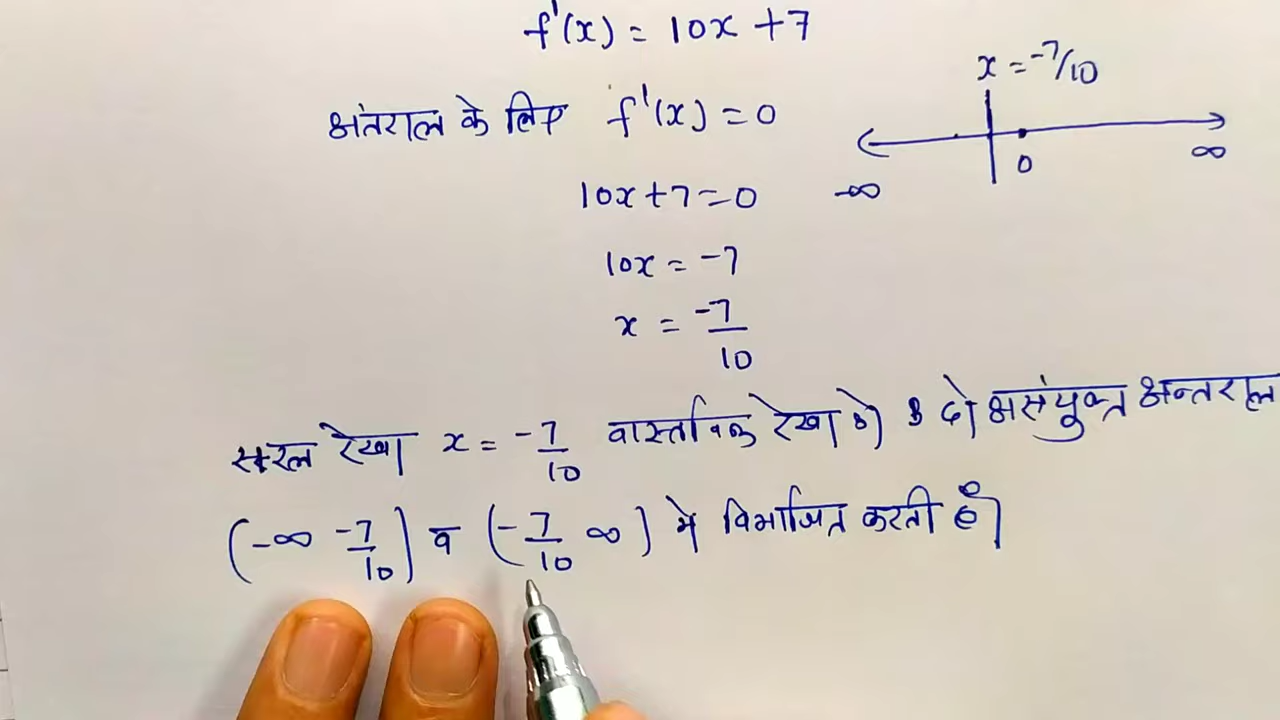 f'(x) = 10x + 7
x = -7/10
अंतराल के लिए f'(x) = 0
-∞ 0 ∞
10x + 7 = 0
10x = -7
x = -7/10
सरल रेखा x = -7/10 वास्तविक रेखा को दो असंयुक्त अन्तराल
(-∞ -7/10) व (-7/10 ∞) में विभाजित करती है